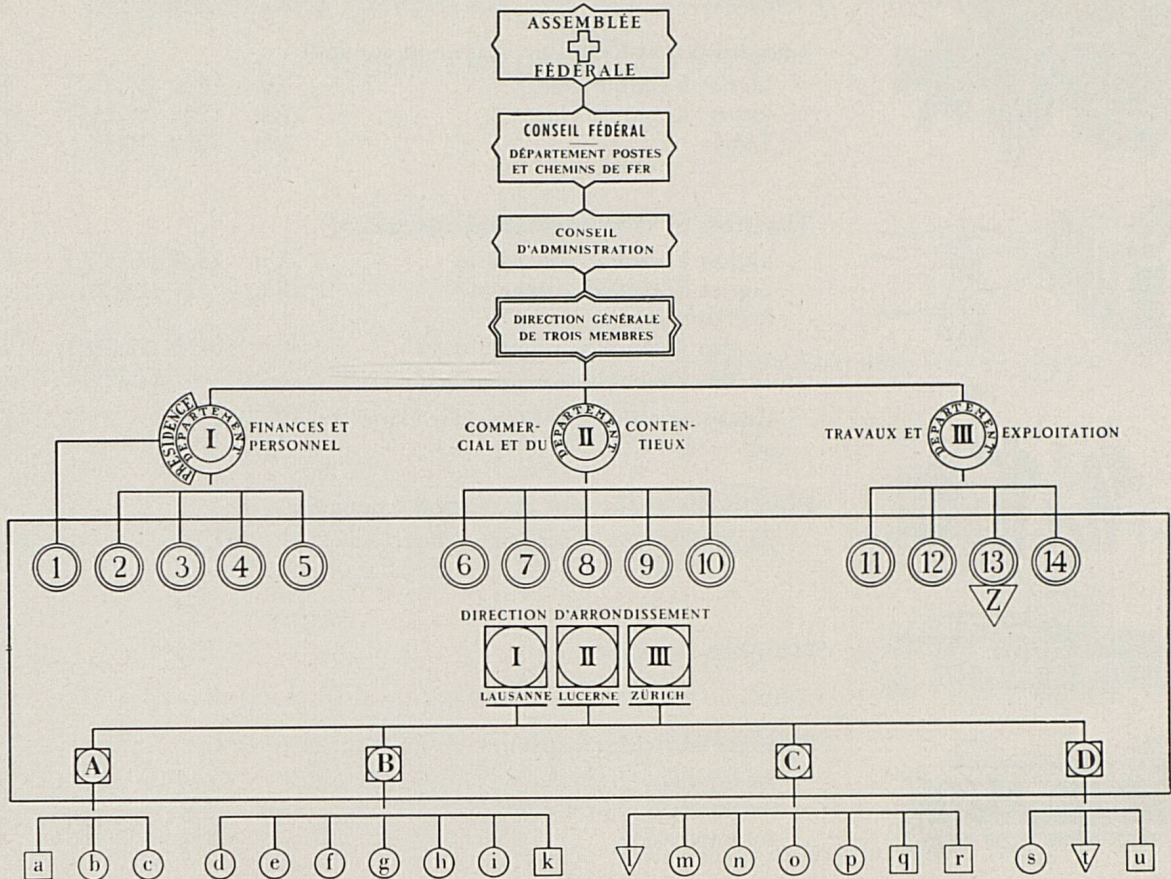 ASSEMBLÉE
FÉDÉRALE
CONSEIL FÉDÉRAL
DÉPARTEMENT POSTES
ET CHEMINS DE FER
CONSEIL
D'ADMINISTRATION
DIRECTION GÉNÉRALE
DE TROIS MEMBRES
PRÉSIDENCE
DÉPARTEMENT
I
FINANCES ET
PERSONNEL
COMMER-
CIAL ET DU
DÉPARTEMENT
II
CONTEN-
TIEUX
TRAVAUX ET
DÉPARTEMENT
III
EXPLOITATION
1 2 3 4 5 6 7 8 9 10 11 12 13 14
Z
DIRECTION D'ARRONDISSEMENT
I II III
LAUSANNE LUCERNE ZÜRICH
A B C D
a b c d e f g h i k l m n o p q r s t u